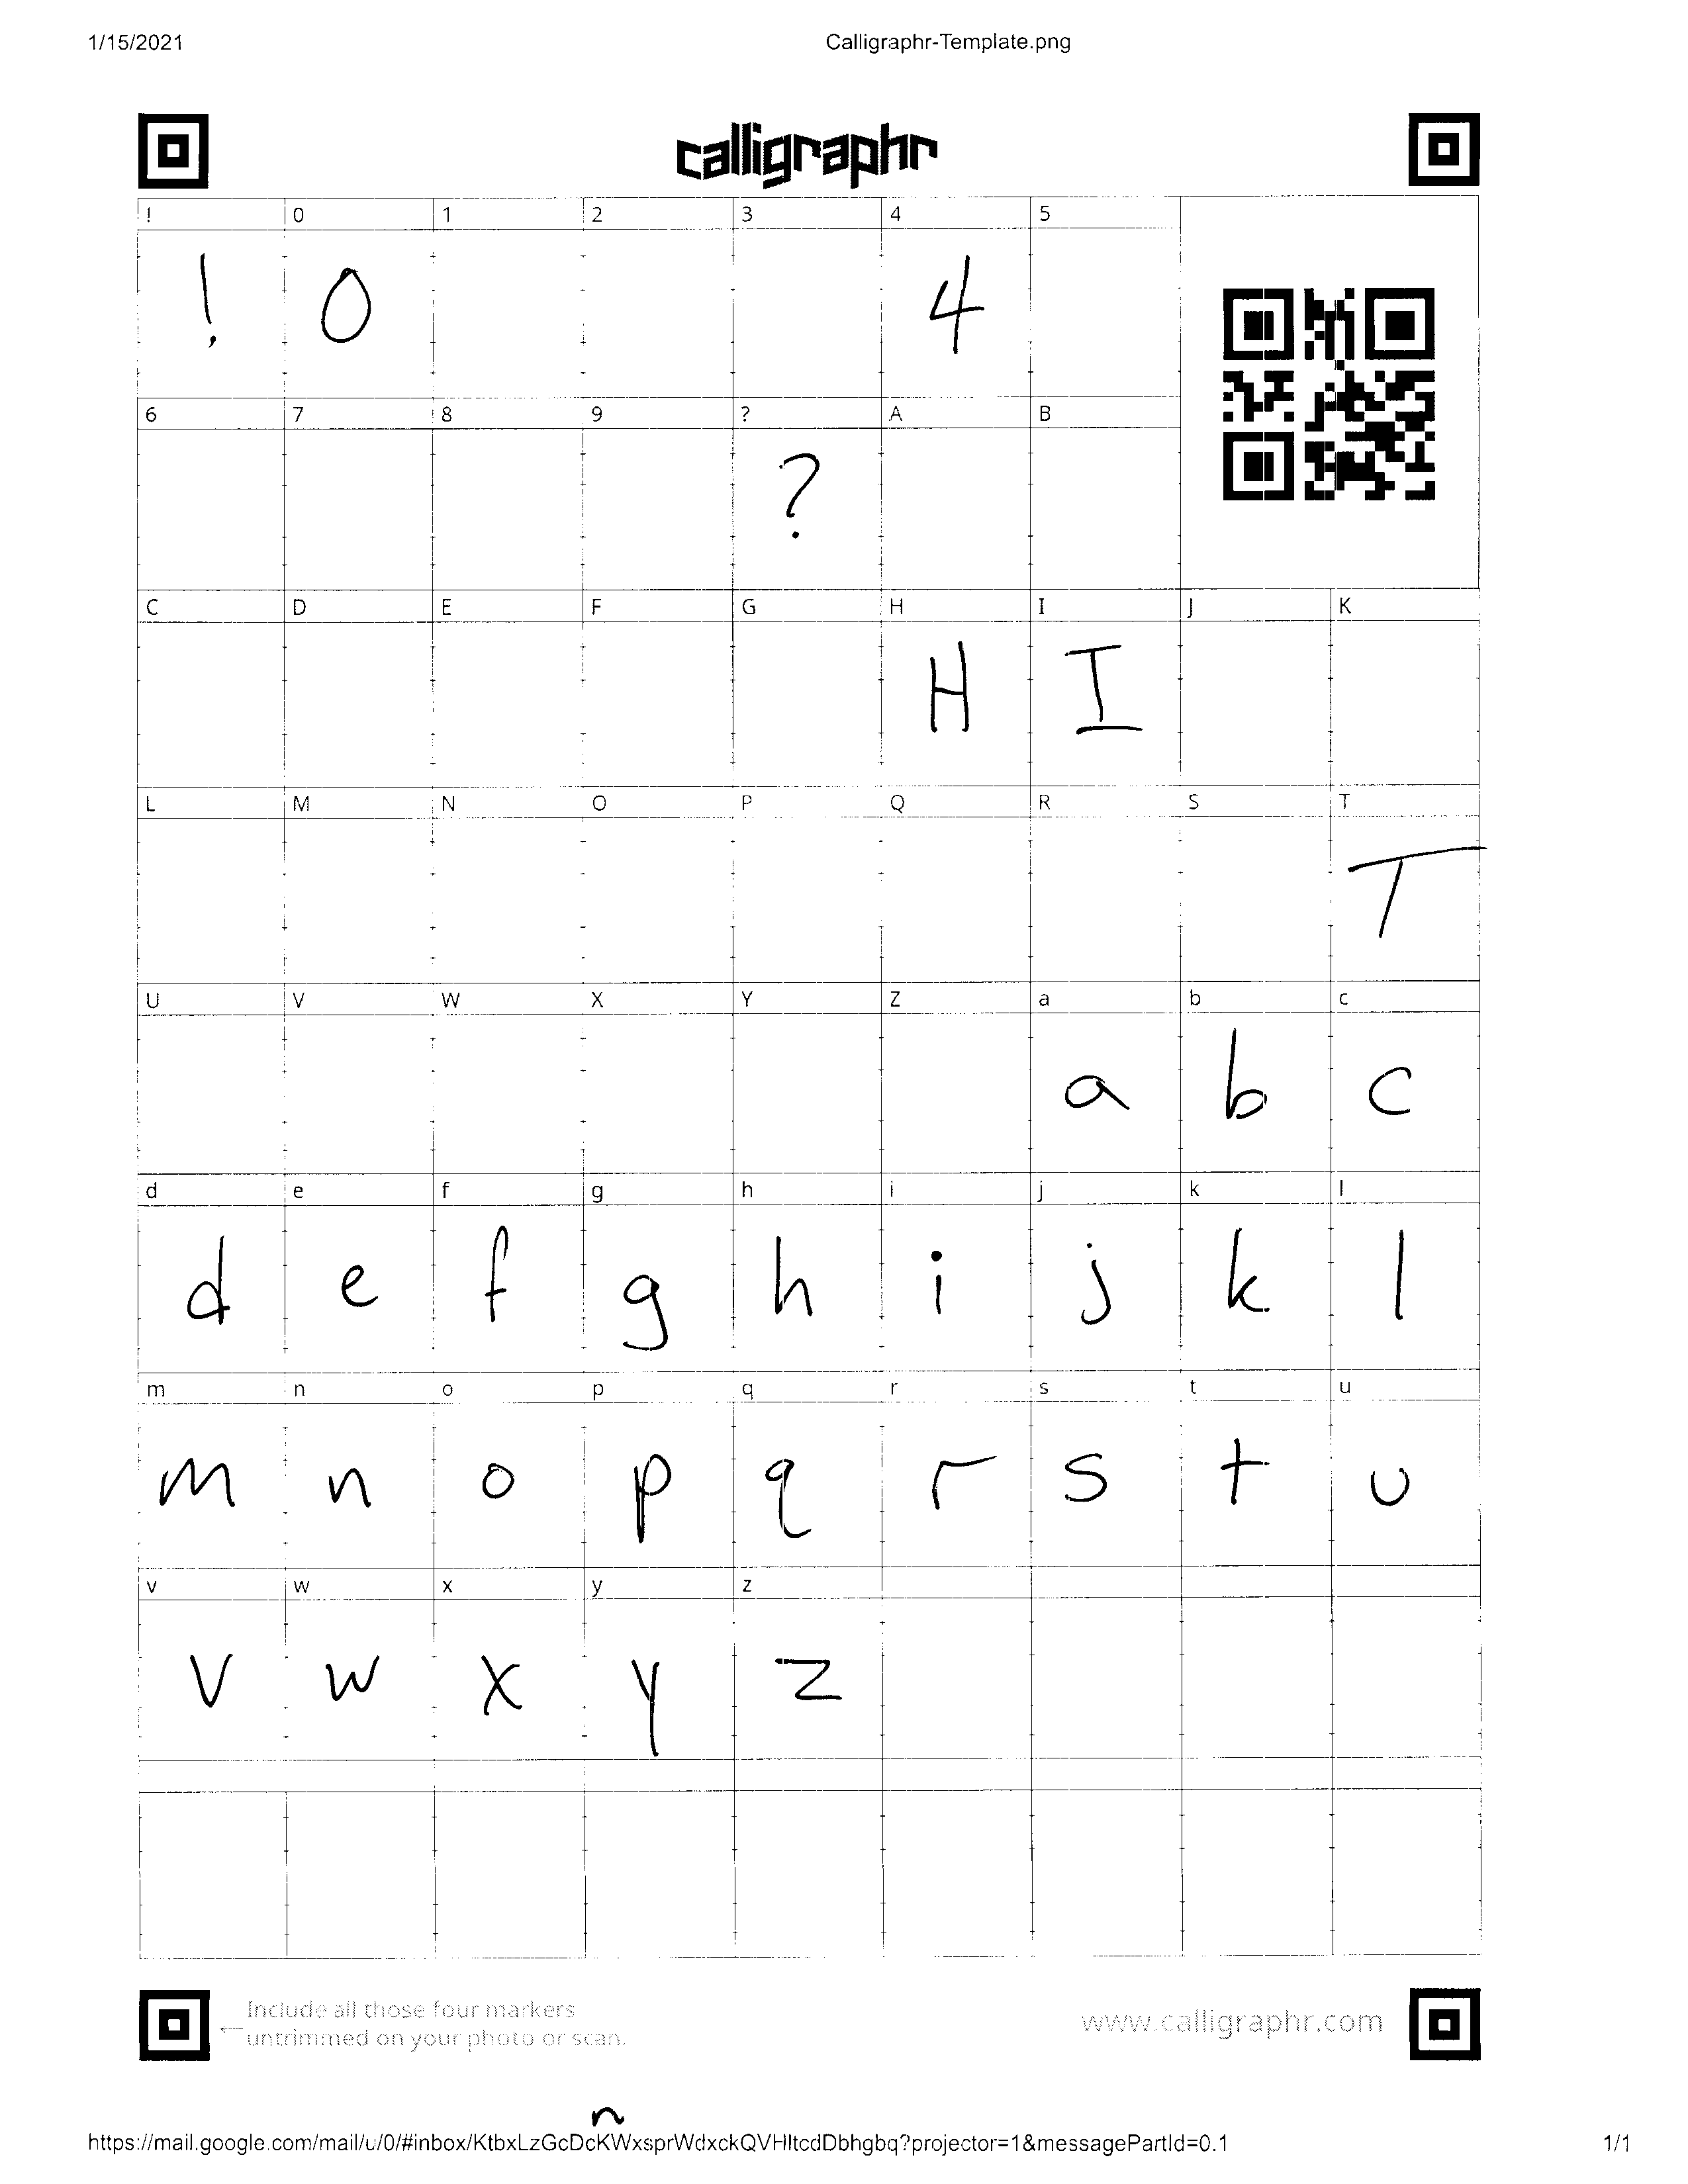 1/15/2021 Calligraphr-Template.png
calligraphr
! 0 1 2 3 4 5
! 0 4
6 7 8 9 ? A B
?
C D E F G H I J K
H I
L M N O P Q R S T
T
U V W X Y Z a b c
a b c
d e f g h i j k l
d e f g h i j k l
m n o p q r s t u
m n o p q r s t u
v w x y z
v w x y z
Include all those four markers
← untrimmed on your photo or scan.
www.calligraphr.com
n
https://mail.google.com/mail/u/0/#inbox/KtbxLzGcDcKWxsprWdxckQVHlltcdDbhgbq?projector=1&messagePartId=0.1 1/1